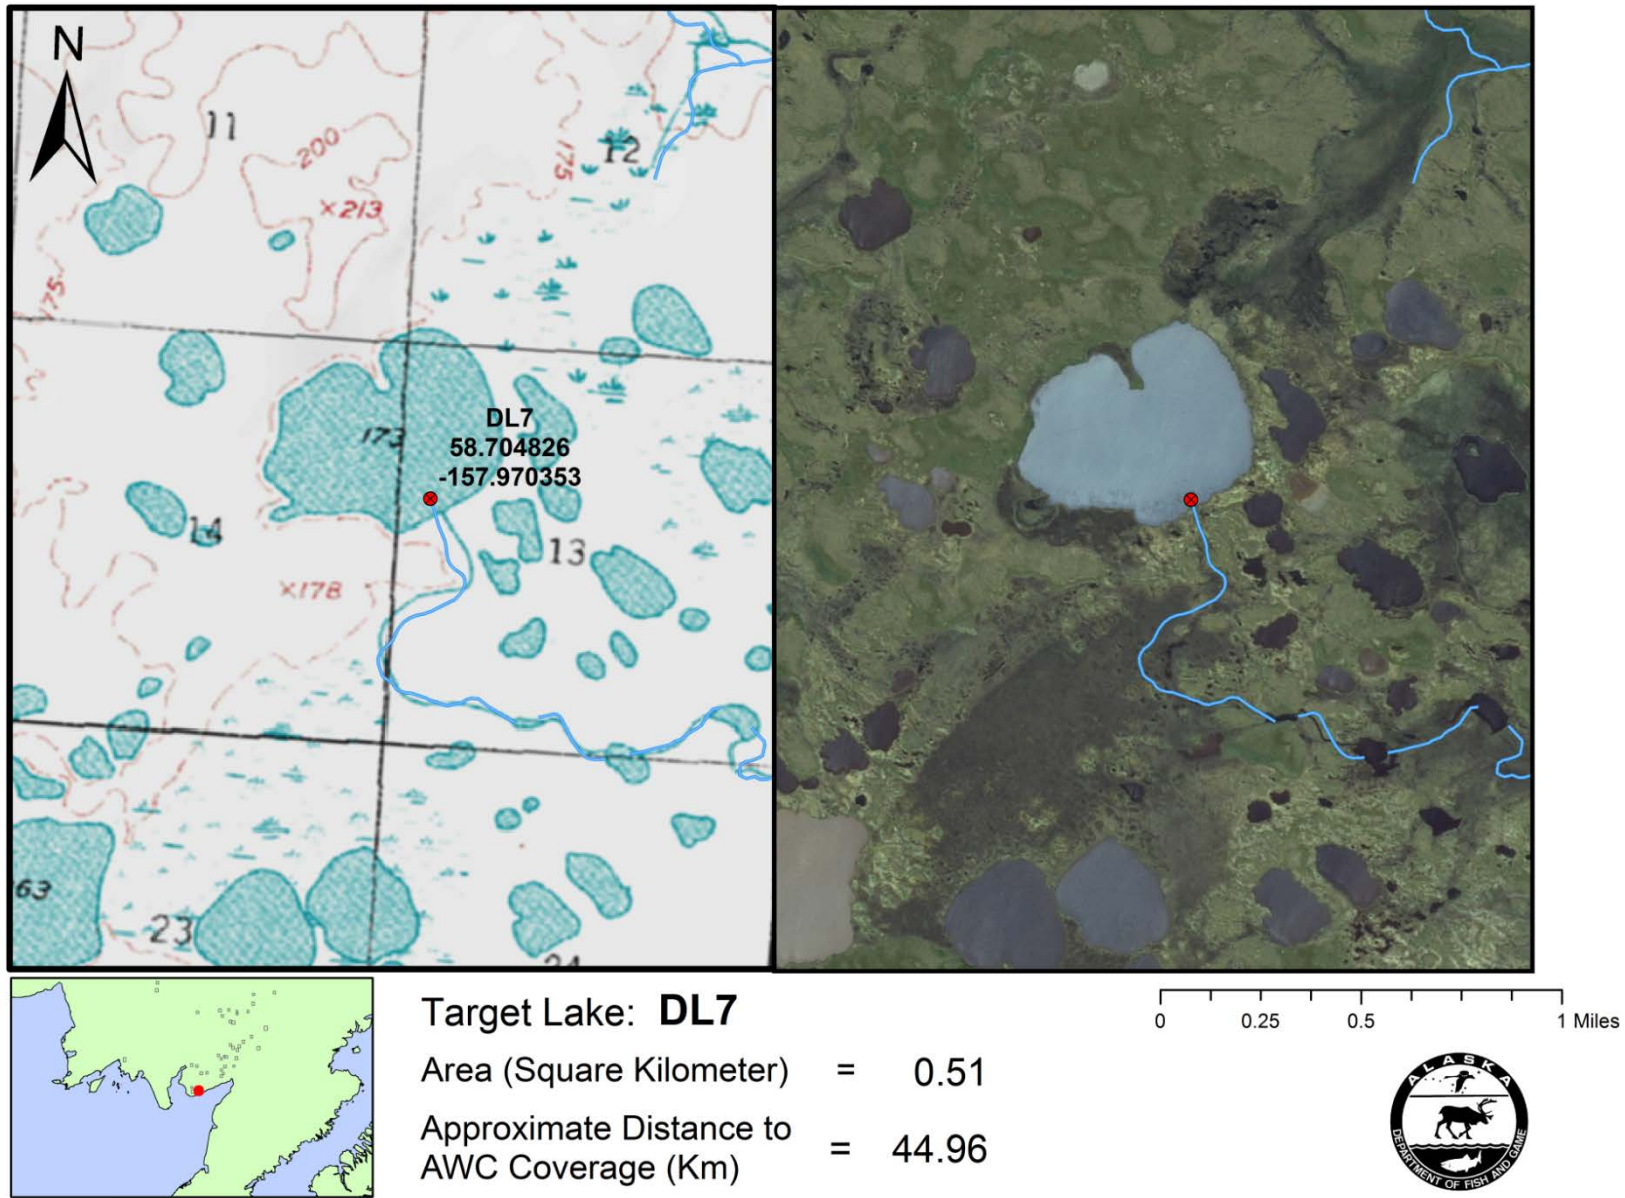 N
11
200
×213
175
12
175
173
DL7
58.704826
-157.970353
14
13
×178
63
23
24
Target Lake: DL7
Area (Square Kilometer) = 0.51
Approximate Distance to
AWC Coverage (Km) = 44.96
0 0.25 0.5 1 Miles
ALASKA
DEPARTMENT OF FISH AND GAME